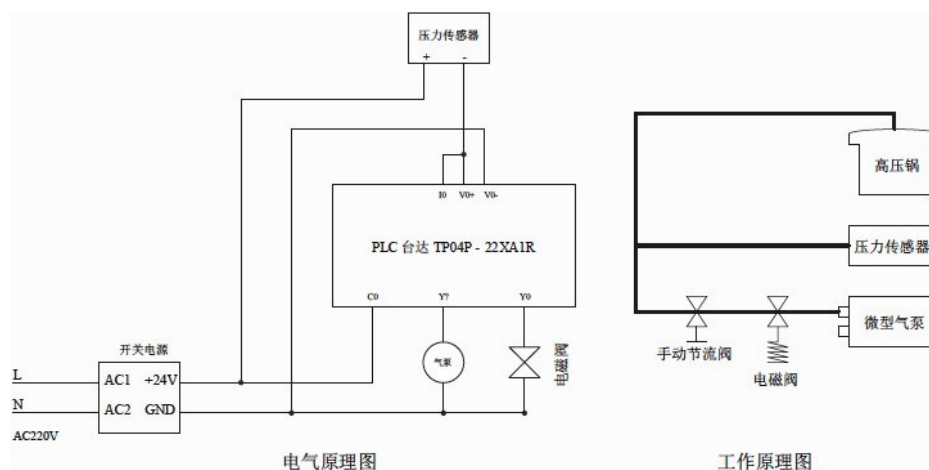 压力传感器
+ -
I0 V0+ V0-
PLC 台达 TP04P - 22XA1R
C0 Y? Y0
开关电源
L
AC1 +24V
N
AC2 GND
AC220V
气泵
电磁阀
电气原理图
高压锅
压力传感器
微型气泵
手动节流阀
电磁阀
工作原理图